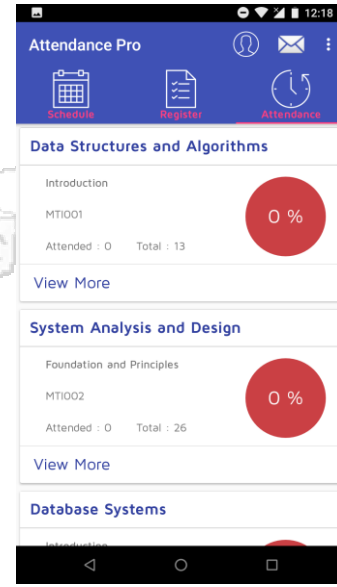 12:18
Attendance Pro
Schedule Register Attendance
Data Structures and Algorithms
Introduction
MTI001
0 %
Attended : 0 Total : 13
View More
System Analysis and Design
Foundation and Principles
MTI002
0 %
Attended : 0 Total : 26
View More
Database Systems
Introduction